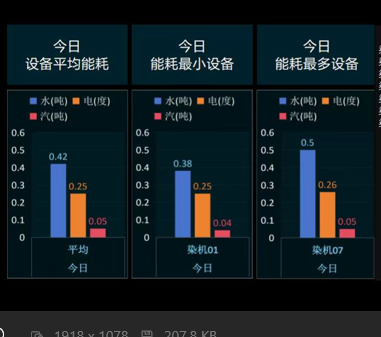 今日
设备平均能耗
今日
能耗最小设备
今日
能耗最多设备
水(吨) 电(度)
汽(吨)
0.6
0.5
0.4
0.3
0.2
0.1
0
0.42
0.25
0.05
平均
今日
水(吨) 电(度)
汽(吨)
0.6
0.5
0.4
0.3
0.2
0.1
0
0.38
0.25
0.04
染机01
今日
水(吨) 电(度)
汽(吨)
0.6
0.5
0.4
0.3
0.2
0.1
0
0.5
0.26
0.05
染机07
今日
1918 x 1078 207.8 KB